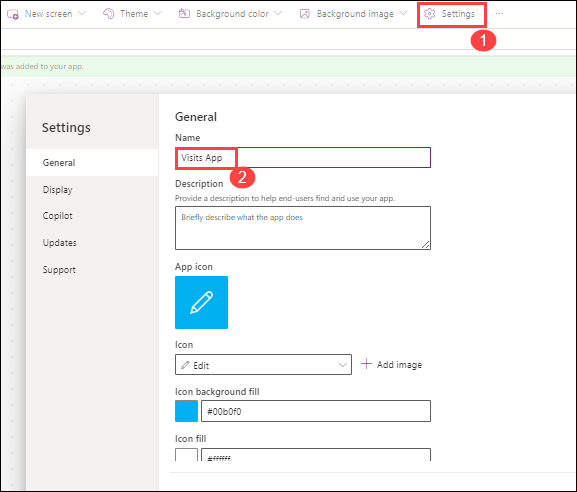 New screen Theme Background color Background image Settings ...
1
was added to your app.
Settings
General
Display
Copilot
Updates
Support
General
Name
Visits App
2
Description
Provide a description to help end-users find and use your app.
Briefly describe what the app does
App icon
Icon
Edit
Add image
Icon background fill
#00b0f0
Icon fill
#ffffff